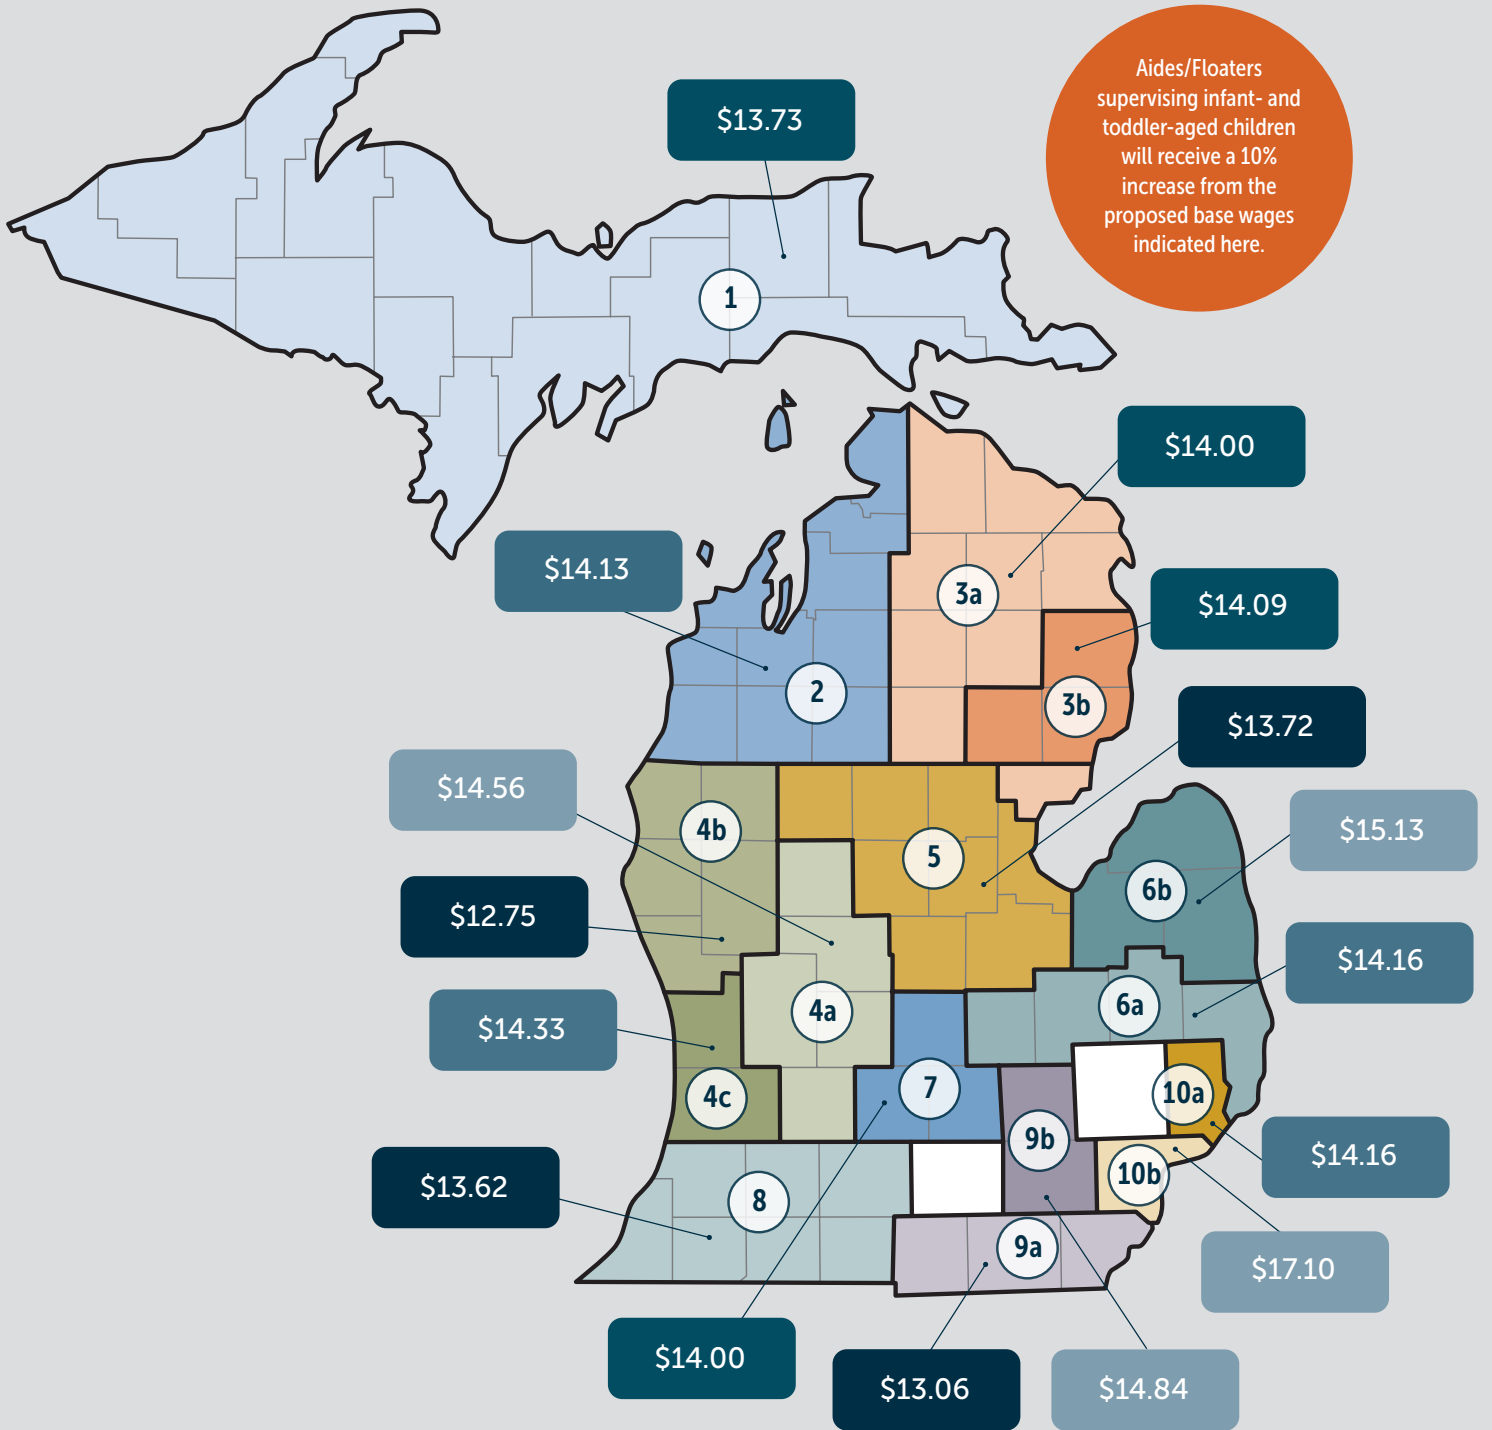 Aides/Floaters
supervising infant- and
toddler-aged children
will receive a 10%
increase from the
proposed base wages
indicated here.
$13.73
1
$14.00
$14.13
3a
$14.09
2
3b
$13.72
$14.56
4b
5
$15.13
6b
$12.75
$14.16
4a
6a
$14.33
4c
7
10a
9b
$14.16
10b
$13.62
8
9a
$17.10
$14.00
$13.06
$14.84